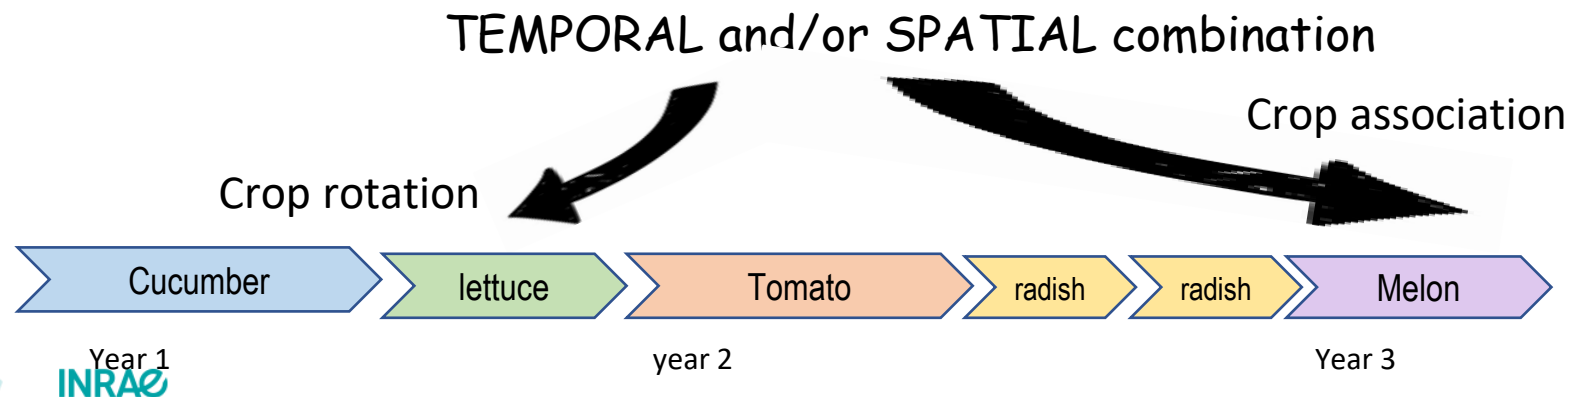 TEMPORAL and/or SPATIAL combination
Crop association
Crop rotation
Cucumber
lettuce
Tomato
radish
radish
Melon
Year 1
year 2
Year 3
INRAE